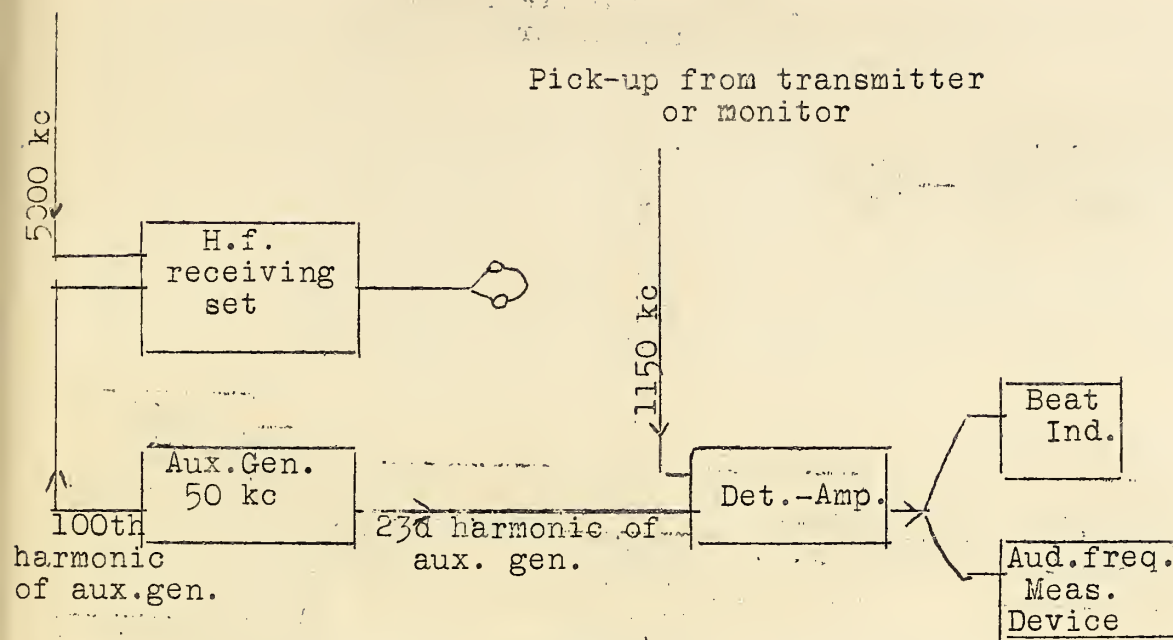 Pick-up from transmitter
or monitor
5000 kc
H.f.
receiving
set
1150 kc
Beat
Ind.
Aux.Gen.
50 kc
Det.-Amp.
100th
harmonic
of aux.gen.
23d harmonic of
aux. gen.
Aud.freq.
Meas.
Device